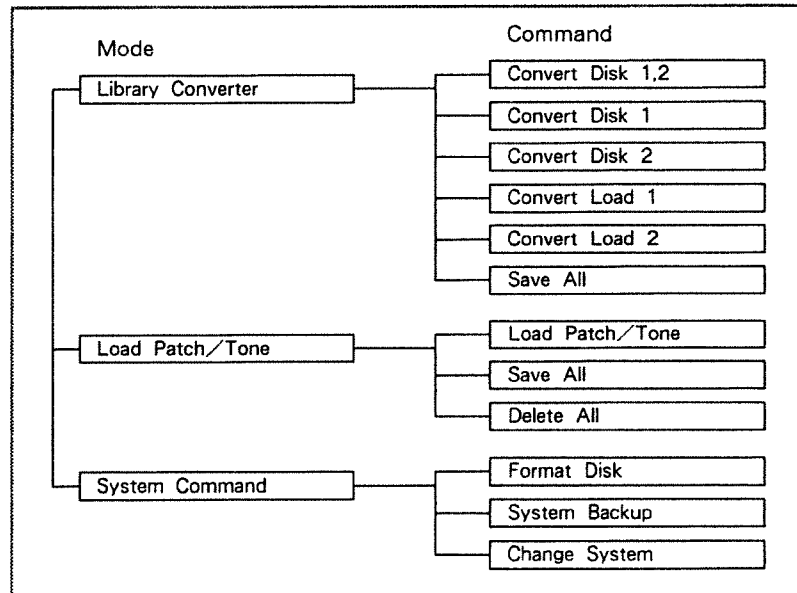 Mode
Command
Library Converter
Convert Disk 1,2
Convert Disk 1
Convert Disk 2
Convert Load 1
Convert Load 2
Save All
Load Patch/Tone
Load Patch/Tone
Save All
Delete All
System Command
Format Disk
System Backup
Change System